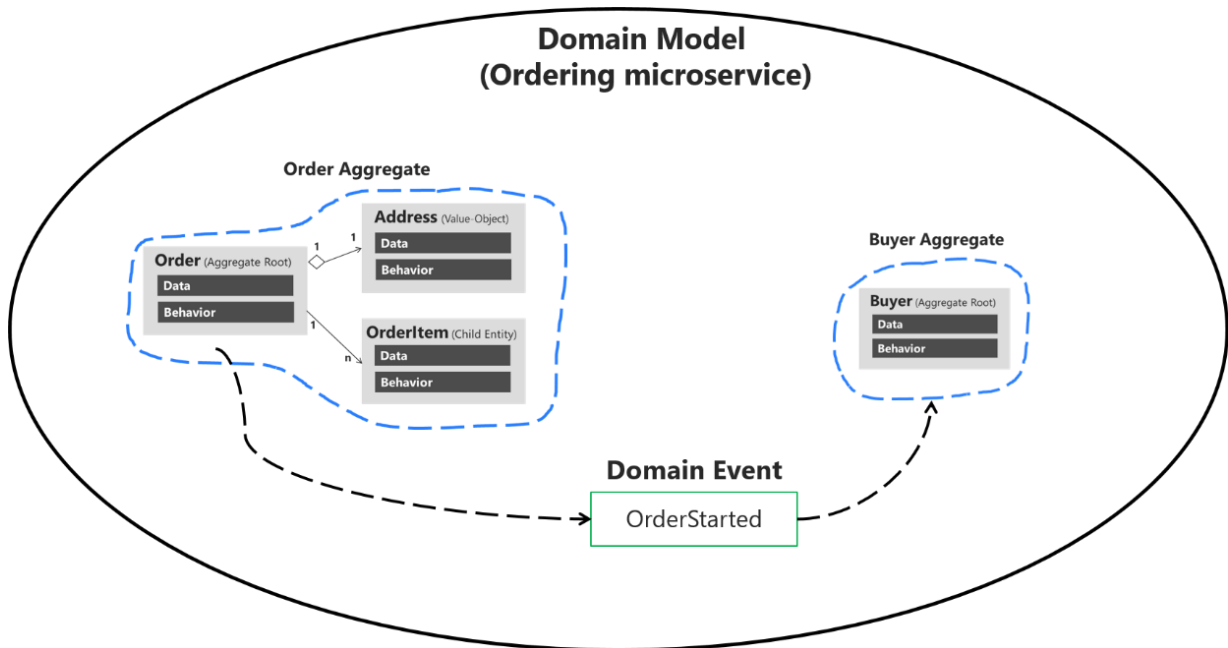 Domain Model
(Ordering microservice)
Order Aggregate
Address (Value-Object)
Data
Behavior
1
1
Order (Aggregate Root)
Data
Behavior
1
n
OrderItem (Child Entity)
Data
Behavior
Buyer Aggregate
Buyer (Aggregate Root)
Data
Behavior
Domain Event
OrderStarted